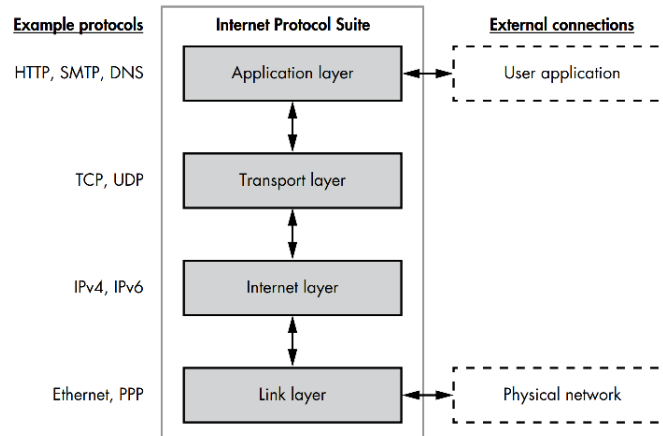 Example protocols
Internet Protocol Suite
External connections
HTTP, SMTP, DNS
Application layer
User application
TCP, UDP
Transport layer
IPv4, IPv6
Internet layer
Ethernet, PPP
Link layer
Physical network